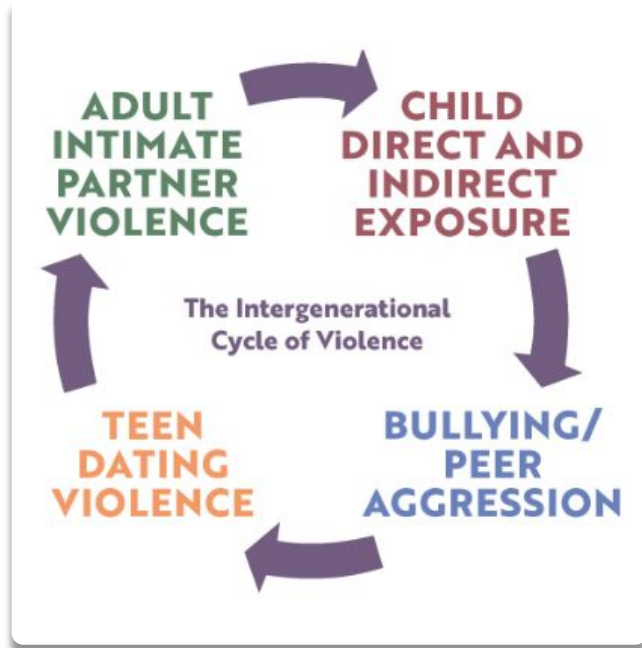 ADULT
INTIMATE
PARTNER
VIOLENCE
CHILD
DIRECT AND
INDIRECT
EXPOSURE
The Intergenerational
Cycle of Violence
TEEN
DATING
VIOLENCE
BULLYING/
PEER
AGGRESSION